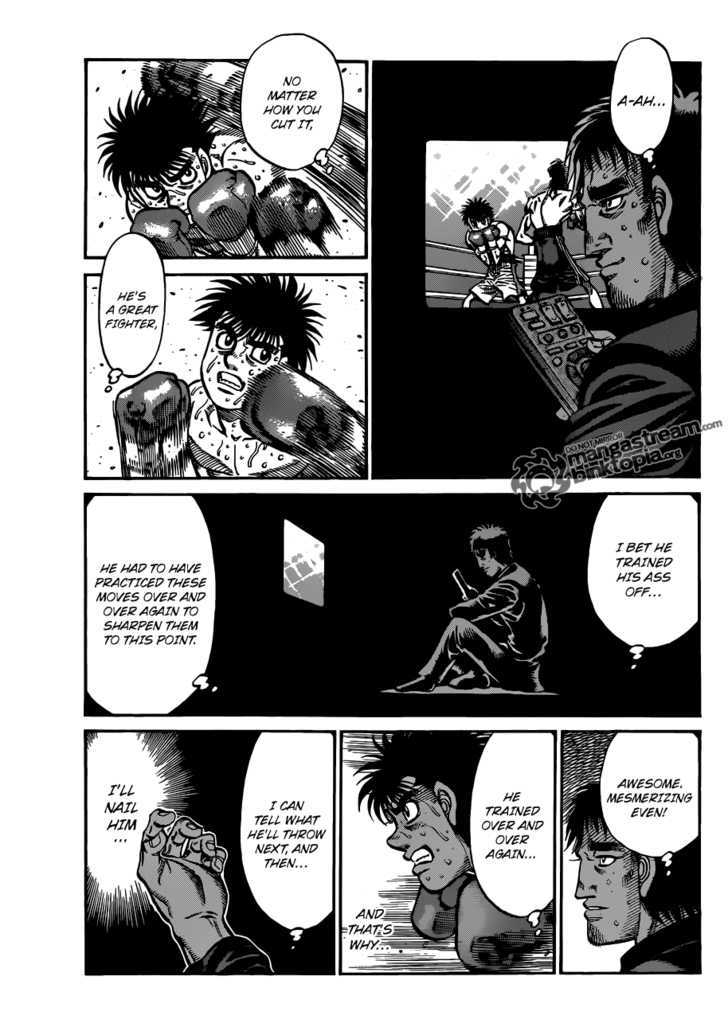 A-AH...
NO
MATTER
HOW YOU
CUT IT,
HE'S
A GREAT
FIGHTER,
DO NOT MIRROR
mangastream.com
binktopia.org
I BET HE
TRAINED
HIS ASS
OFF...
HE HAD TO HAVE
PRACTICED THESE
MOVES OVER AND
OVER AGAIN TO
SHARPEN THEM
TO THIS POINT.
AWESOME.
MESMERIZING
EVEN!
HE
TRAINED
OVER AND
OVER
AGAIN...
AND
THAT'S
WHY...
I CAN
TELL WHAT
HE'LL THROW
NEXT, AND
THEN...
I'LL
NAIL
HIM
...